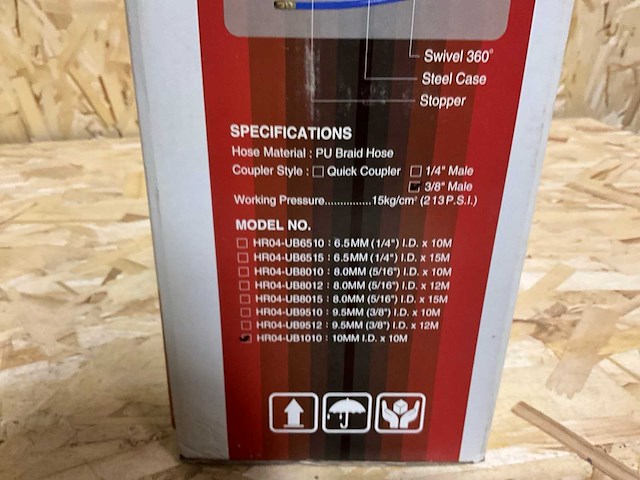 Swivel 360°
Steel Case
Stopper
SPECIFICATIONS
Hose Material : PU Braid Hose
Coupler Style : Quick Coupler 1/4" Male
3/8" Male
Working Pressure...............15kg/cm² (213P.S.I.)
MODEL NO.
HR04-UB6510 : 6.5MM (1/4") I.D. x 10M
HR04-UB6515 : 6.5MM (1/4") I.D. x 15M
HR04-UB8010 : 8.0MM (5/16") I.D. x 10M
HR04-UB8012 : 8.0MM (5/16") I.D. x 12M
HR04-UB8015 : 8.0MM (5/16") I.D. x 15M
HR04-UB9510 : 9.5MM (3/8") I.D. x 10M
HR04-UB9512 : 9.5MM (3/8") I.D. x 12M
HR04-UB1010 : 10MM I.D. x 10M